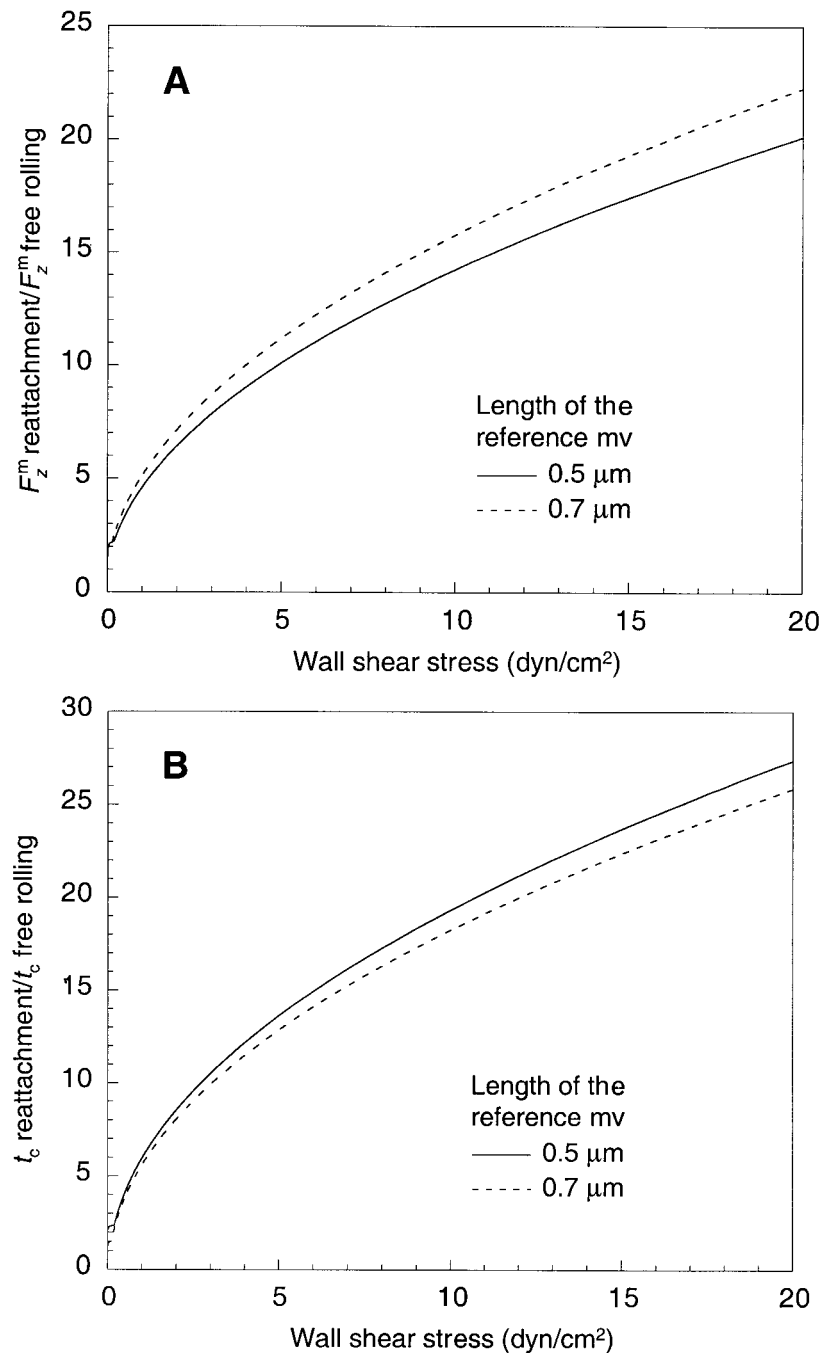 A
25
20
15
10
5
0
F_z^m reattachment/F_z^m free rolling
Length of the
reference mv
0.5 μm
0.7 μm
0 5 10 15 20
Wall shear stress (dyn/cm²)
B
30
25
20
15
10
5
0
t_c reattachment/t_c free rolling
Length of the
reference mv
0.5 μm
0.7 μm
0 5 10 15 20
Wall shear stress (dyn/cm²)